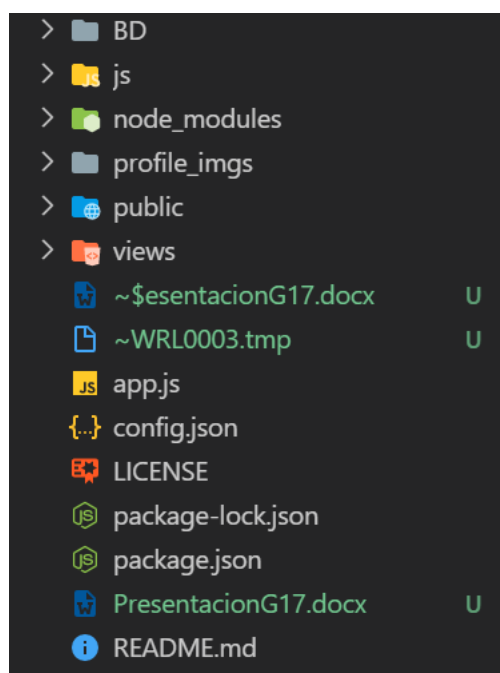 BD
js
node_modules
profile_imgs
public
views
~$esentacionG17.docx U
~WRL0003.tmp U
app.js
config.json
LICENSE
package-lock.json
package.json
PresentacionG17.docx U
README.md